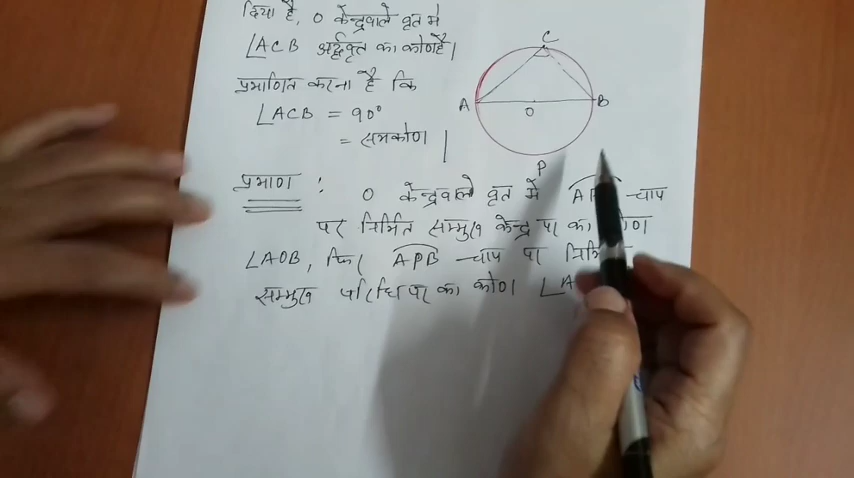 दिया है, O केन्द्रवाले वृत में
∠ACB अर्द्धवृत का कोण है।
प्रमाणित करना है कि
∠ACB = 90°
= समकोण।
C
A
B
O
P
प्रमाण : O केन्द्रवाले वृत में AP -चाप
पर निर्मित सम्मुख केन्द्र पर का
∠AOB, फिर APB -चाप पर
सम्मुख परिधि पर का कोण ∠A